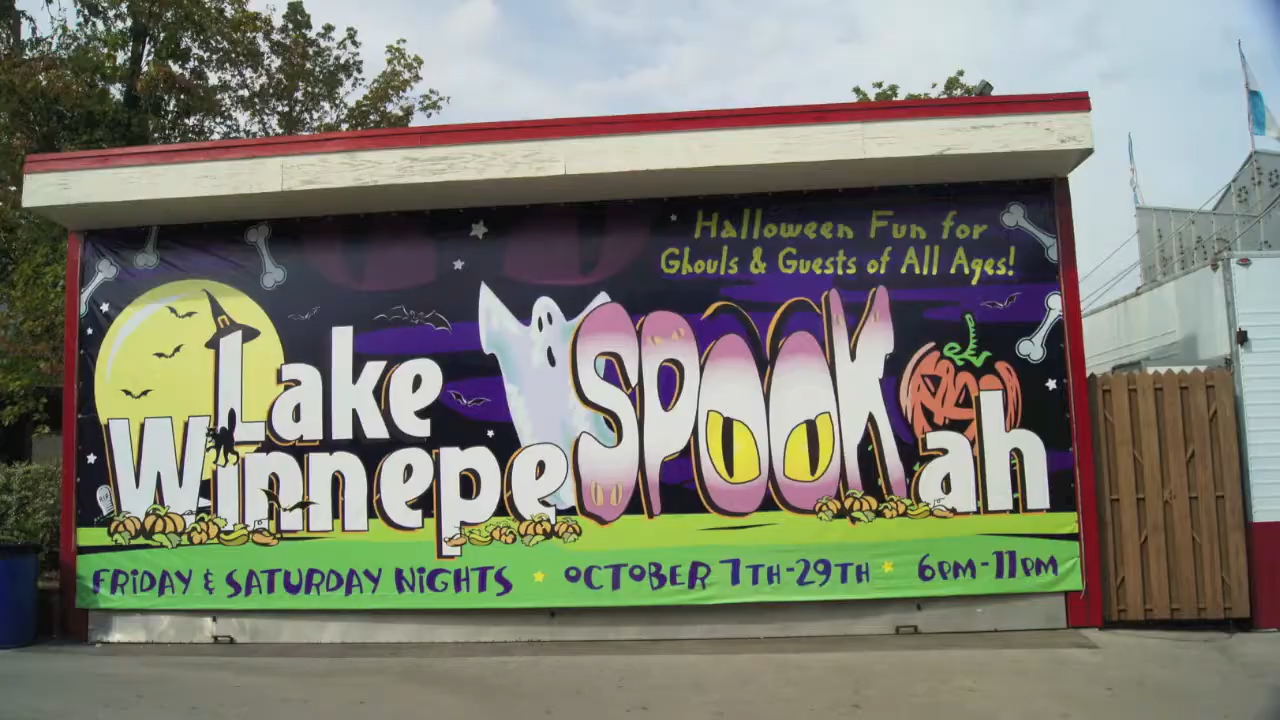 Halloween Fun for
Ghouls & Guests of All Ages!
Lake
WinnepeSPOOKah
FRIDAY & SATURDAY NIGHTS ★ OCTOBER 7TH-29TH ★ 6PM-11PM